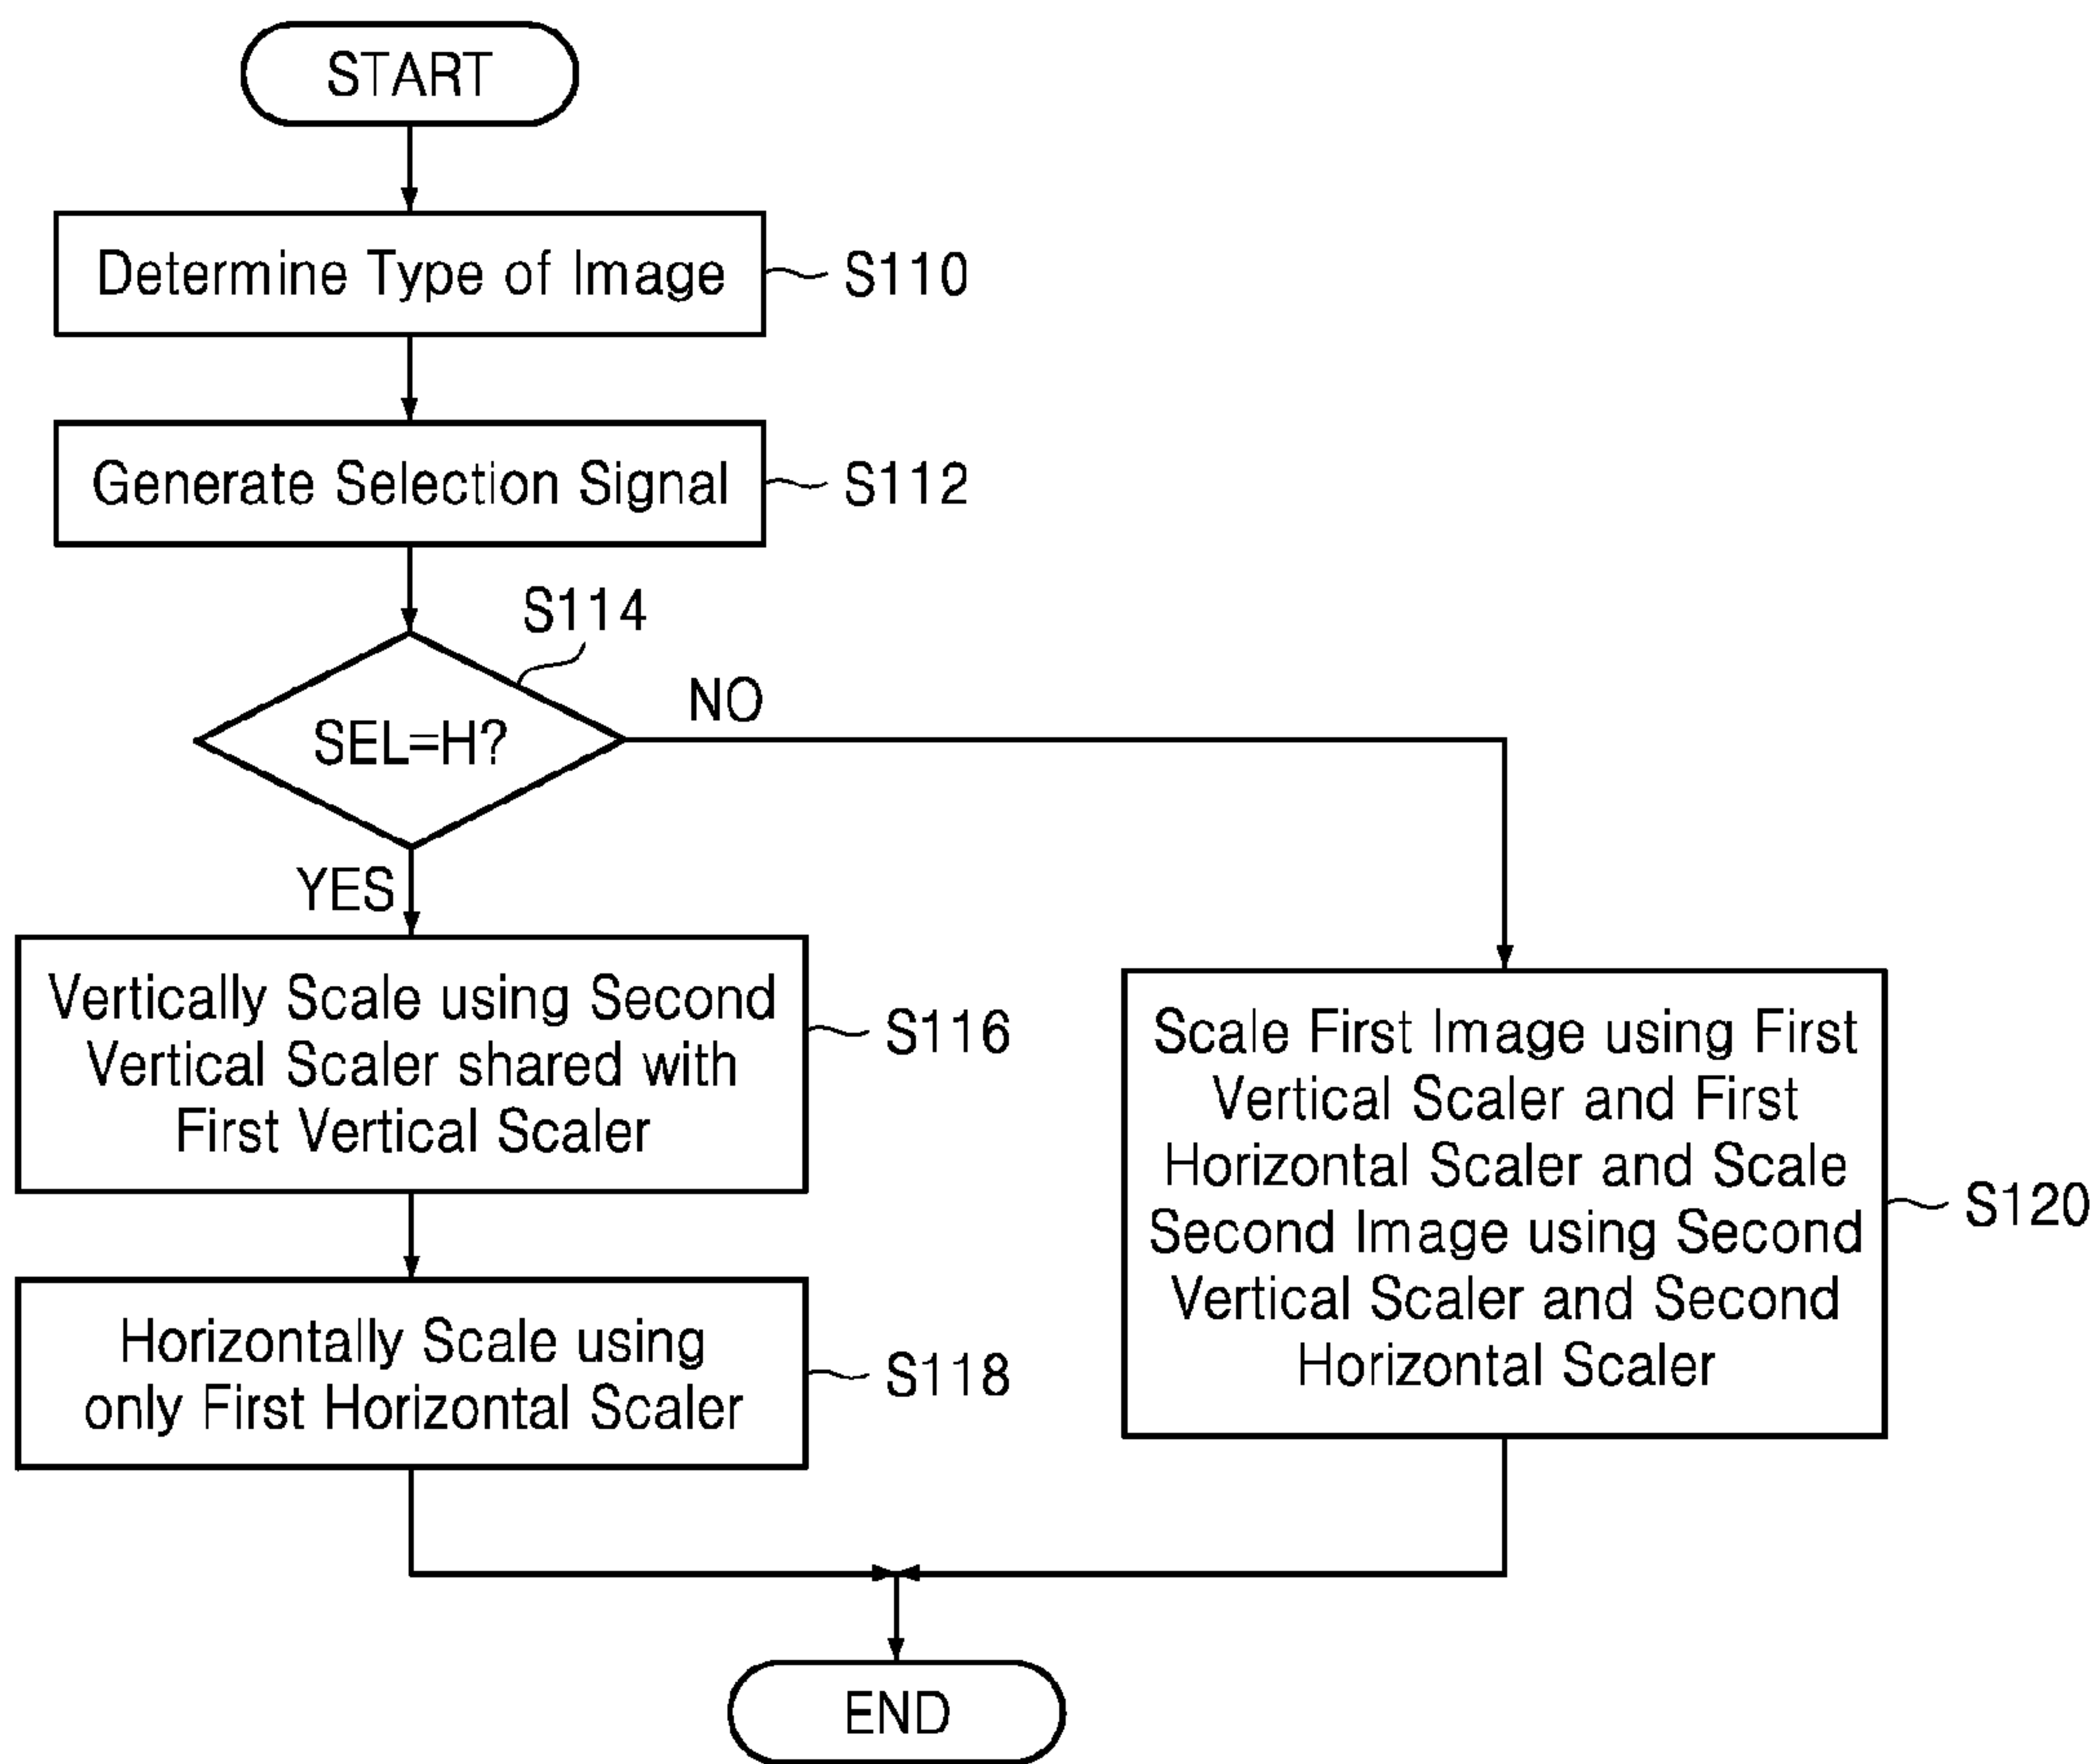 START
Determine Type of Image
S110
Generate Selection Signal
S112
S114
SEL=H?
NO
YES
Vertically Scale using Second
Vertical Scaler shared with
First Vertical Scaler
S116
Horizontally Scale using
only First Horizontal Scaler
S118
Scale First Image using First
Vertical Scaler and First
Horizontal Scaler and Scale
Second Image using Second
Vertical Scaler and Second
Horizontal Scaler
S120
END